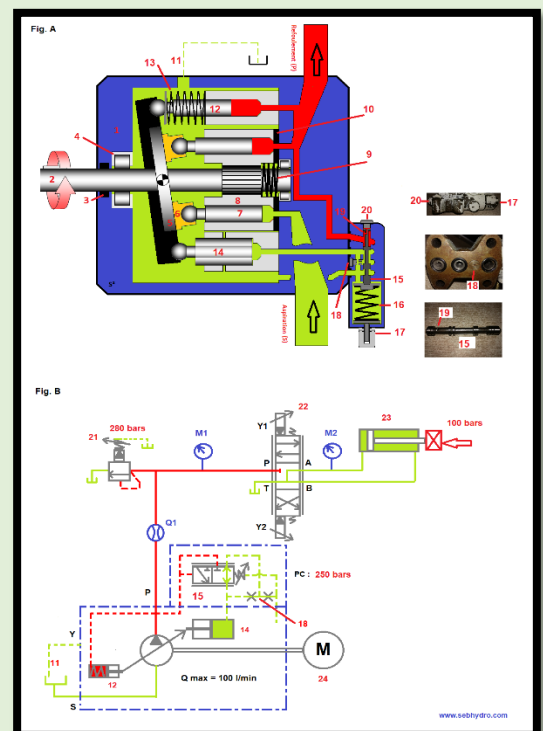 Fig. A
11
13
Refoulement (P)
12
10
4
1
9
2
3
8
6
5
7
20
19
14
15
18
16
17
5°
Aspiration (S)
20
17
18
19
15
Fig. B
280 bars
21
M1
22
Y1
M2
23
100 bars
P
A
T
B
Q1
Y2
PC : 250 bars
15
P
18
Y
14
11
12
M
Q max = 100 l/min
24
S
www.sebhydro.com